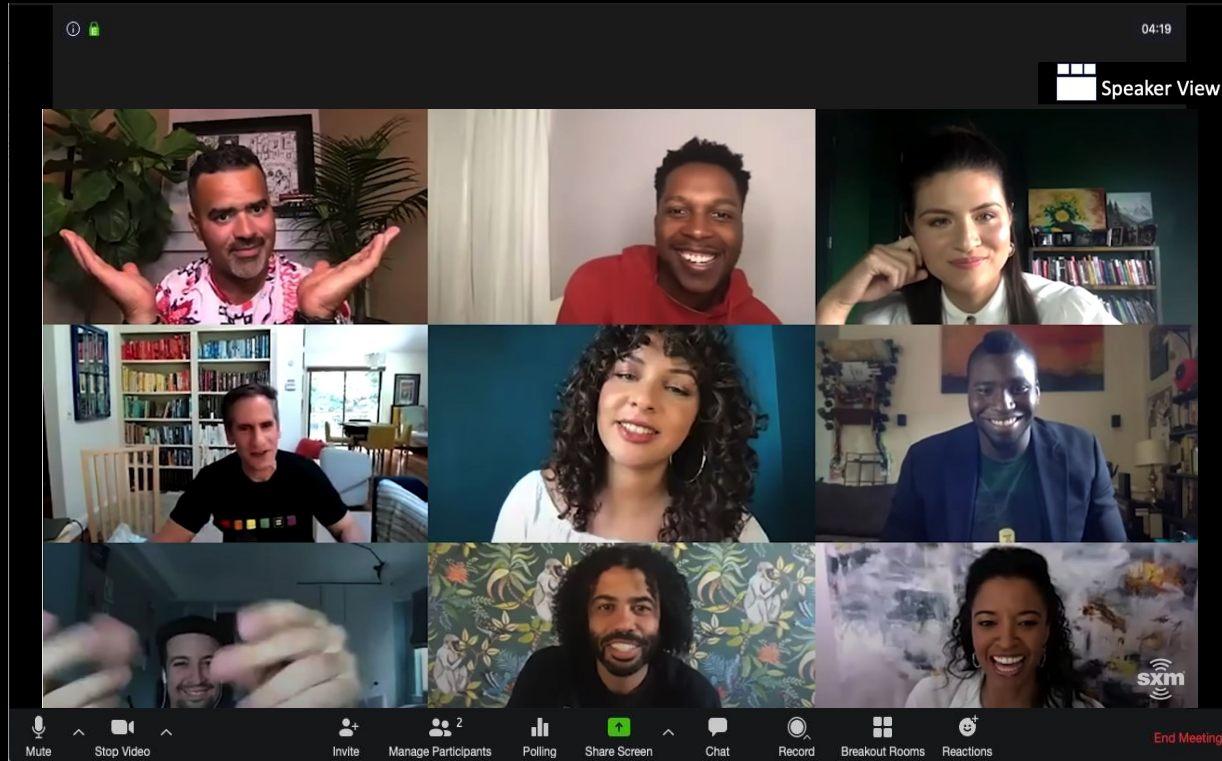 04:19
Speaker View
sxm
2
Mute
Stop Video
Invite
Manage Participants
Polling
Share Screen
Chat
Record
Breakout Rooms
Reactions
End Meeting